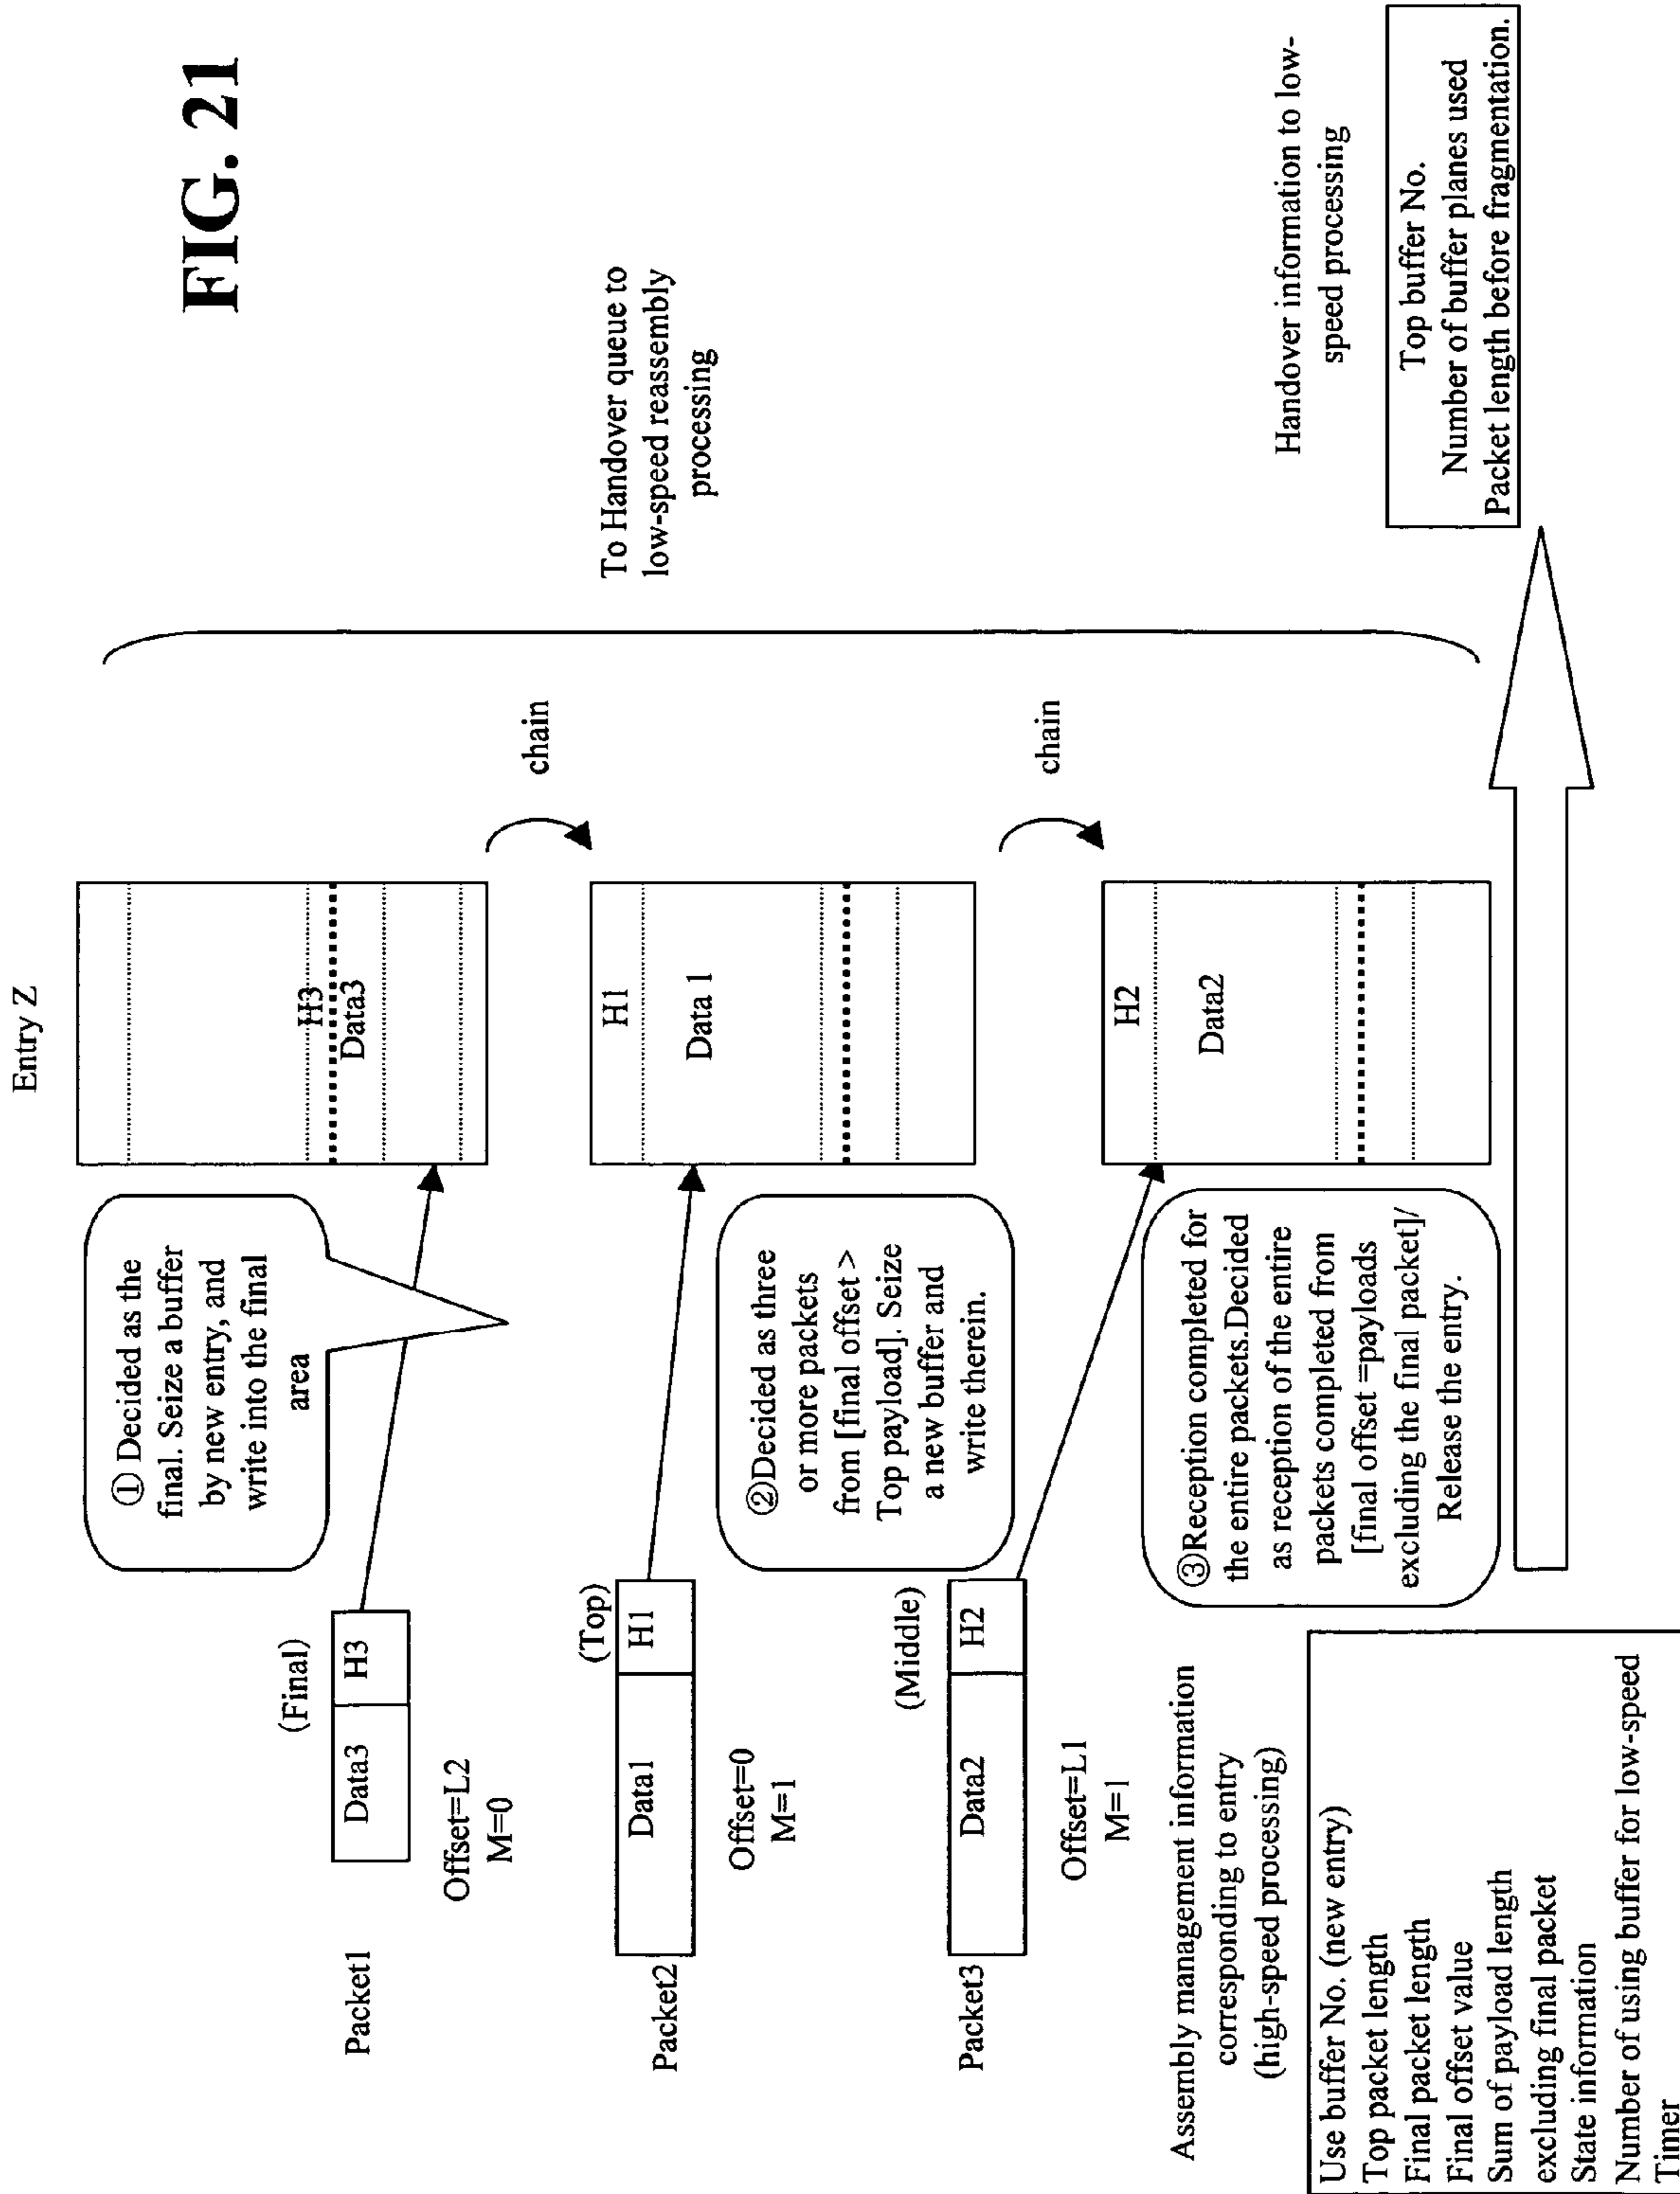 FIG. 21
Entry Z
Packet1
(Final)
Data3
H3
Offset=L2
M=0
① Decided as the
final. Seize a buffer
by new entry, and
write into the final
area
H3
Data3
chain
Packet2
(Top)
Data1
H1
Offset=0
M=1
②Decided as three
or more packets
from [final offset >
Top payload]. Seize
a new buffer and
write therein.
H1
Data 1
chain
To Handover queue to
low-speed reassembly
processing
Packet3
(Middle)
Data2
H2
Offset=L1
M=1
③Reception completed for
the entire packets.Decided
as reception of the entire
packets completed from
[final offset =payloads
excluding the final packet]/
Release the entry.
H2
Data2
Assembly management information
corresponding to entry
(high-speed processing)
Use buffer No. (new entry)
Top packet length
Final packet length
Final offset value
Sum of payload length
excluding final packet
State information
Number of using buffer for low-speed
Timer
Handover information to low-
speed processing
Top buffer No.
Number of buffer planes used
Packet length before fragmentation.